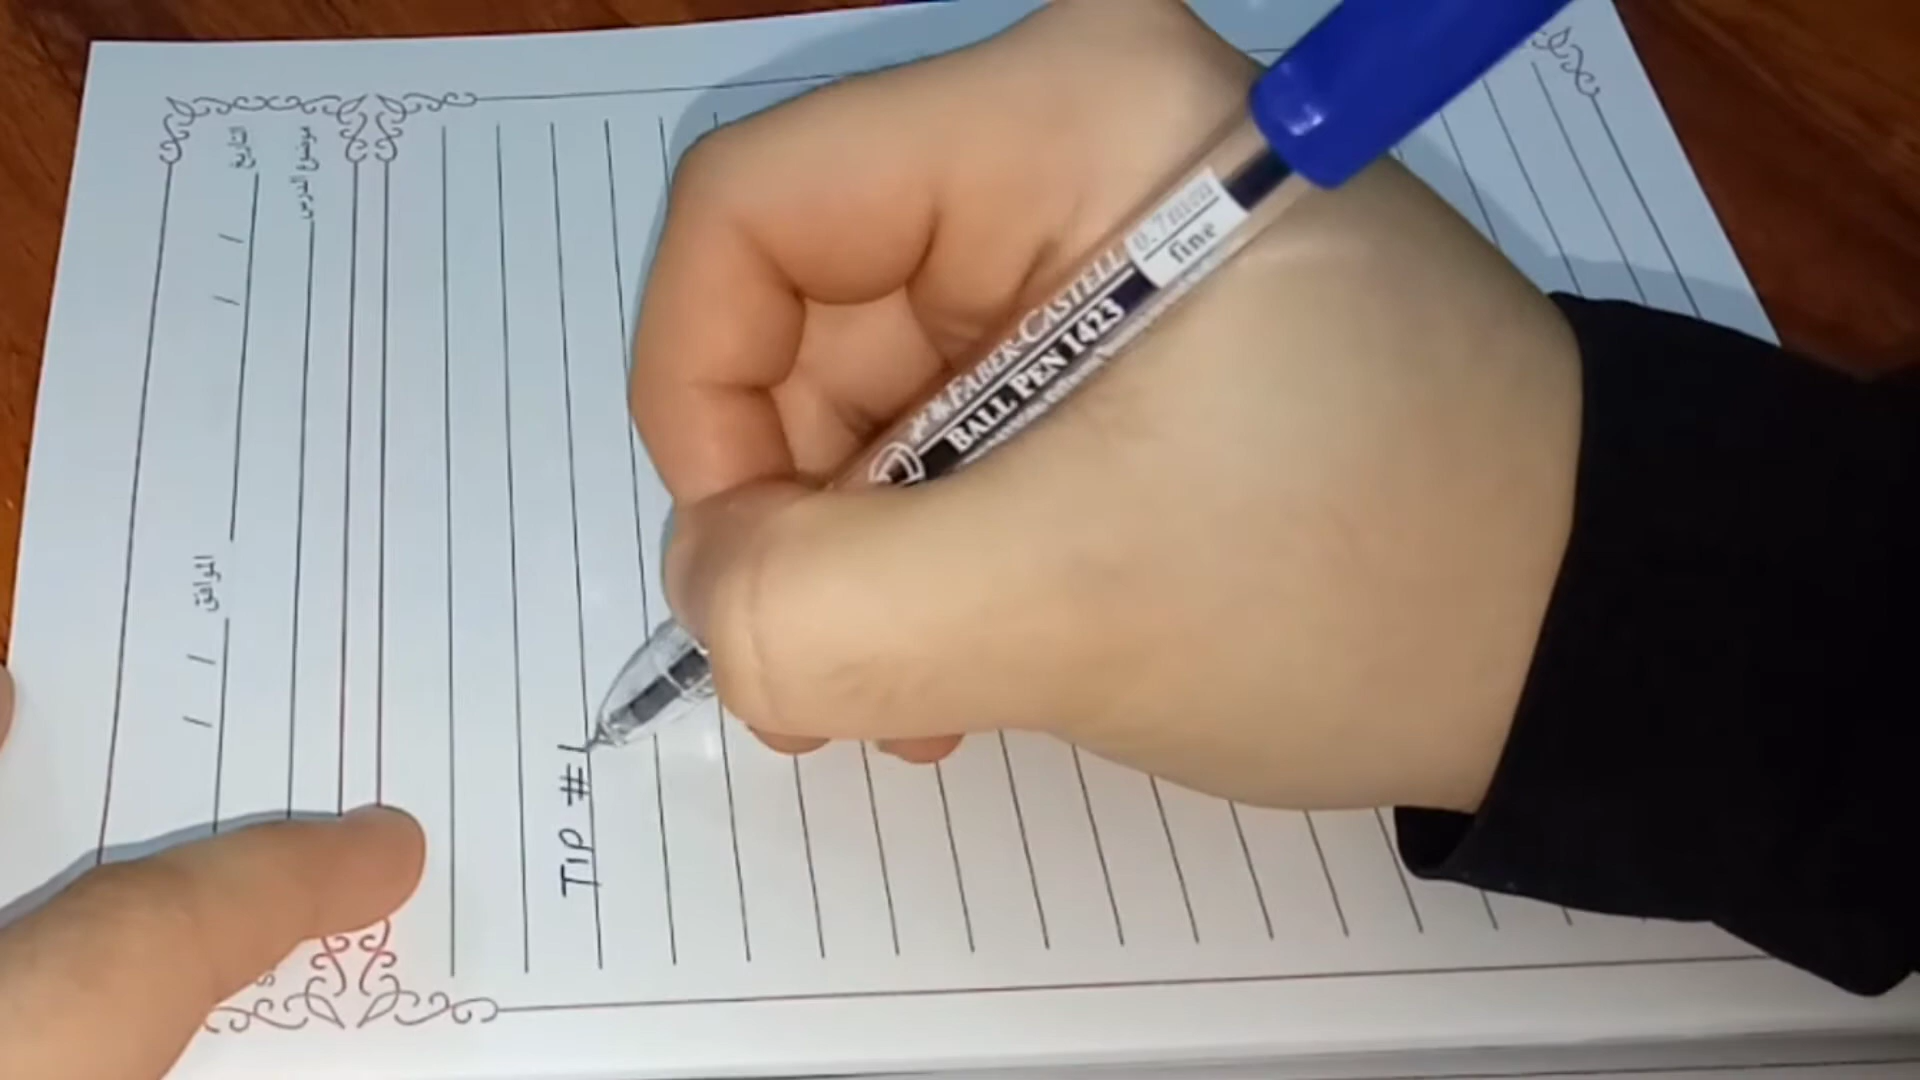 التاريخ / /
الموافق / /
موضوع الدرس
TIP #1
FABER-CASTELL
BALL PEN 1423
0.7mm
fine